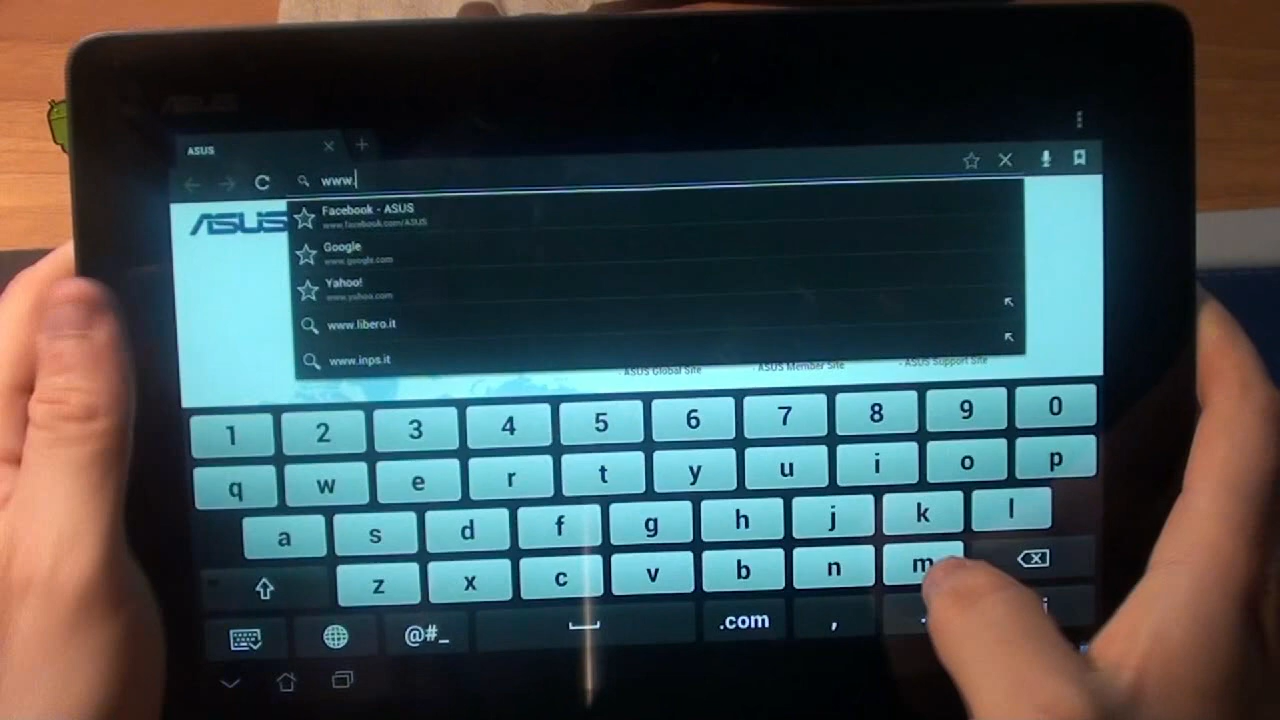 ASUS
ASUS
www.
ASUS
Facebook - ASUS
www.facebook.com/ASUS
Google
www.google.com
Yahoo!
www.yahoo.com
www.libero.it
www.inps.it
- ASUS Global Site - ASUS Member Site - ASUS Support Site
1 2 3 4 5 6 7 8 9 0
q w e r t y u i o p
a s d f g h j k l
z x c v b n m
@#_ .com , .